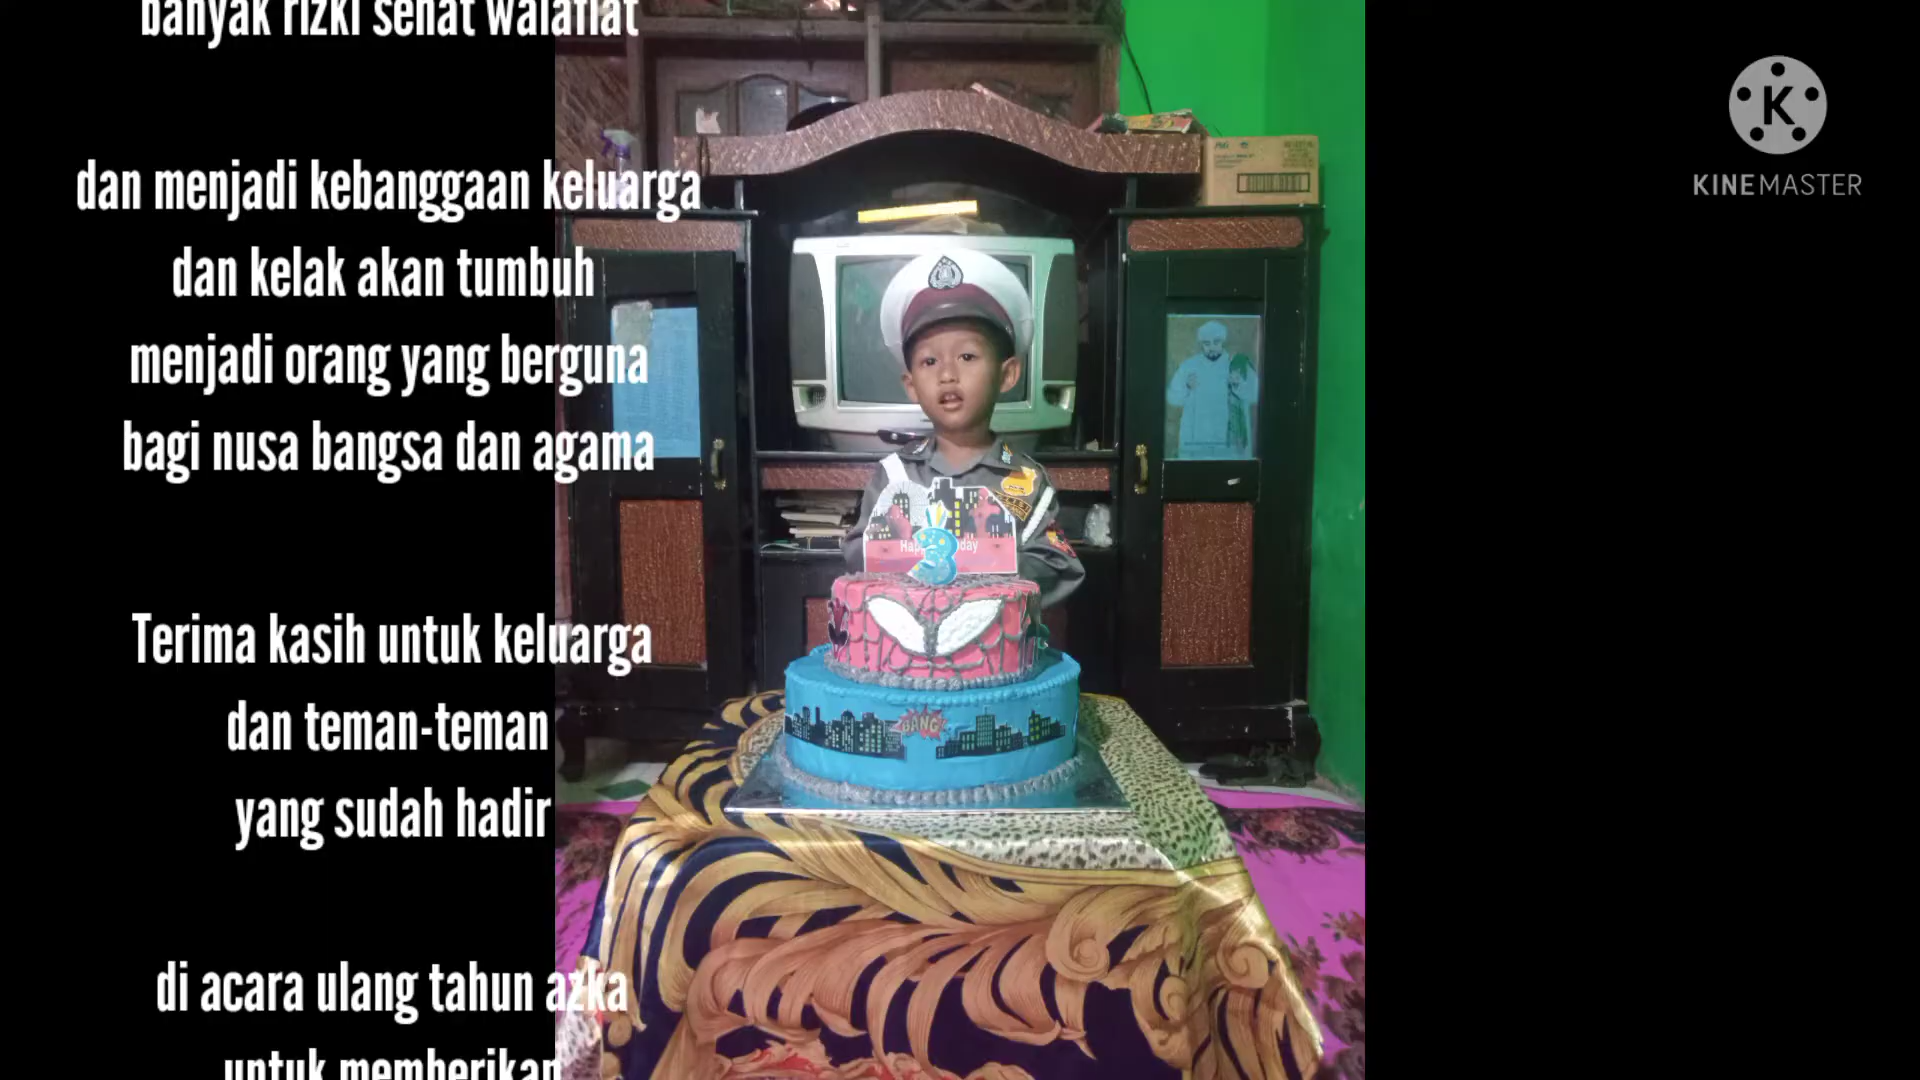 banyak rizki sehat walafiat
dan menjadi kebanggaan keluarga
dan kelak akan tumbuh
menjadi orang yang berguna
bagi nusa bangsa dan agama
Terima kasih untuk keluarga
dan teman-teman
yang sudah hadir
di acara ulang tahun azka
untuk memberikan
KINEMASTER
3
BANG!